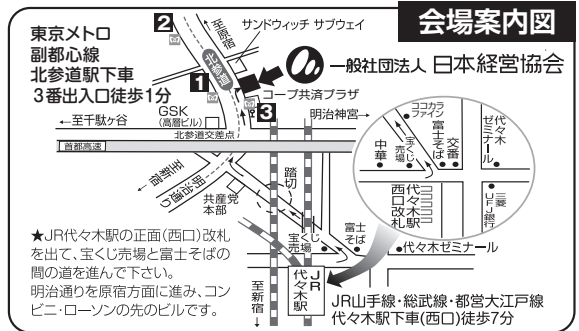 会場案内図
東京メトロ
副都心線
北参道駅下車
3番出入口徒歩1分
2
至原宿
サンドウィッチ サブウェイ
北参道
一般社団法人 日本経営協会
1
コープ共済プラザ
3
明治神宮→
←至千駄ヶ谷
GSK
(高層ビル)
北参道交差点
首都高速
至新宿
明治通り
踏切
共産党
本部
ココカラ
ファイン
代々木
ゼミナール
中華
宝くじ
売場
富士そば
交番
代々木駅
西口改札
三菱
UFJ銀行
宝くじ
売場
富士
そば
代々木ゼミナール
JR
代々木駅
至新宿
★JR代々木駅の正面(西口)改札
を出て、宝くじ売場と富士そばの
間の道を進んで下さい。
明治通りを原宿方面に進み、コン
ビニ・ローソンの先のビルです。
JR山手線・総武線・都営大江戸線
代々木駅下車(西口)徒歩7分